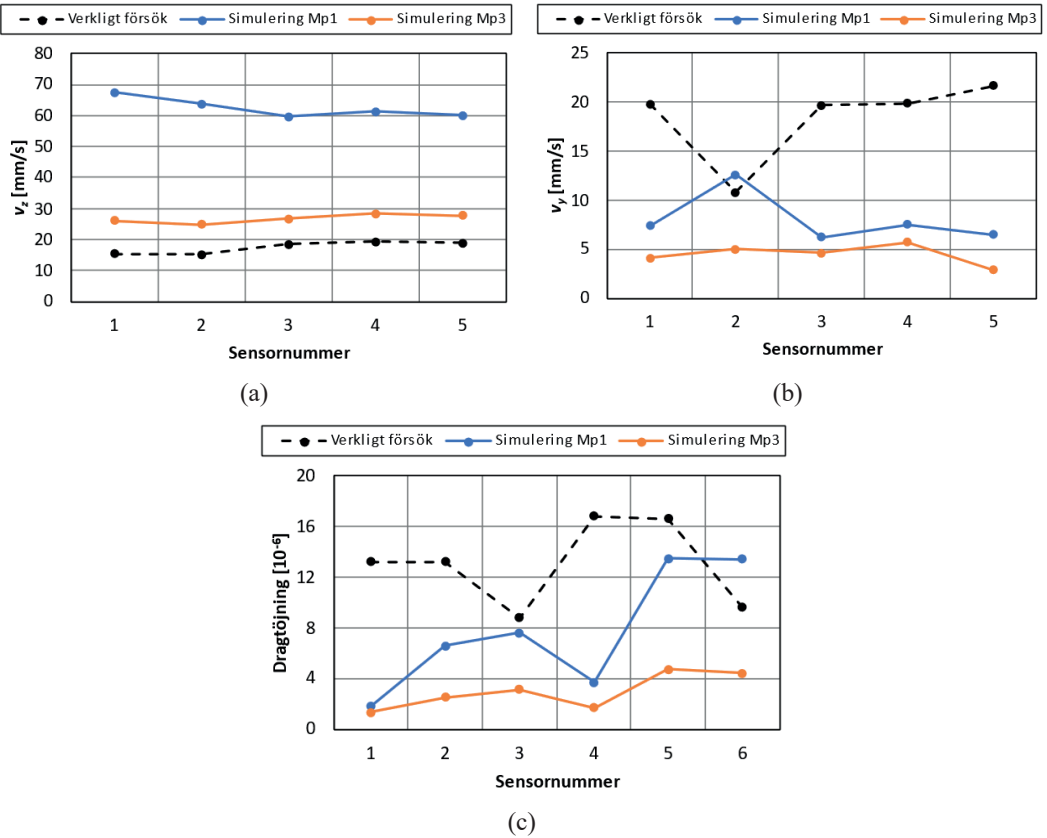 Verkligt försök Simulering Mp1 Simulering Mp3
80
70
60
50
40
30
20
10
0
v_z [mm/s]
1 2 3 4 5
Sensornummer
(a)
Verkligt försök Simulering Mp1 Simulering Mp3
25
20
15
10
5
0
v_y [mm/s]
1 2 3 4 5
Sensornummer
(b)
Verkligt försök Simulering Mp1 Simulering Mp3
20
16
12
8
4
0
Dragtöjning [10⁻⁶]
1 2 3 4 5 6
Sensornummer
(c)